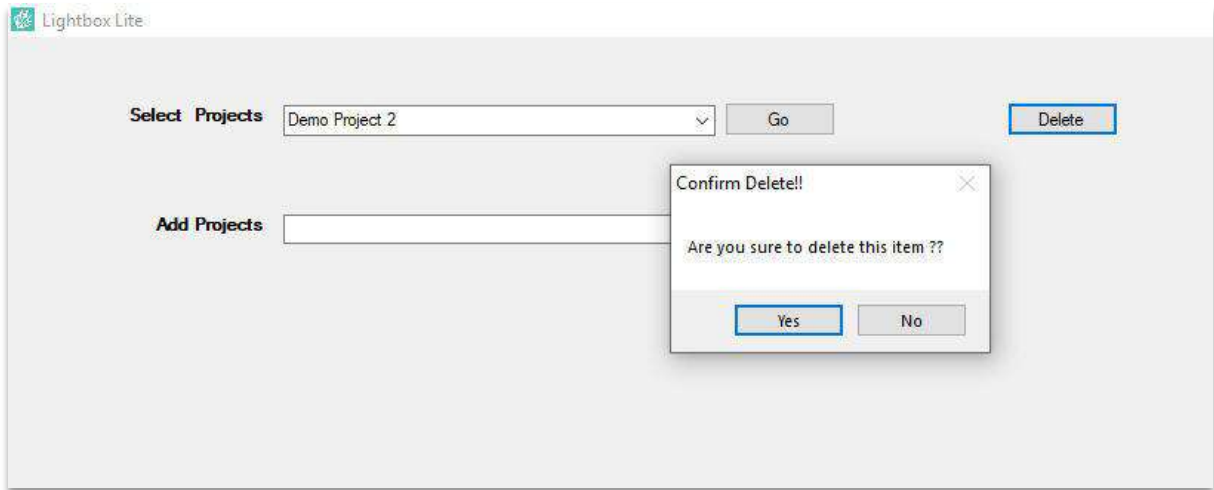 Lightbox Lite
Select Projects Demo Project 2 Go Delete
Confirm Delete!!
Add Projects
Are you sure to delete this item ??
Yes No